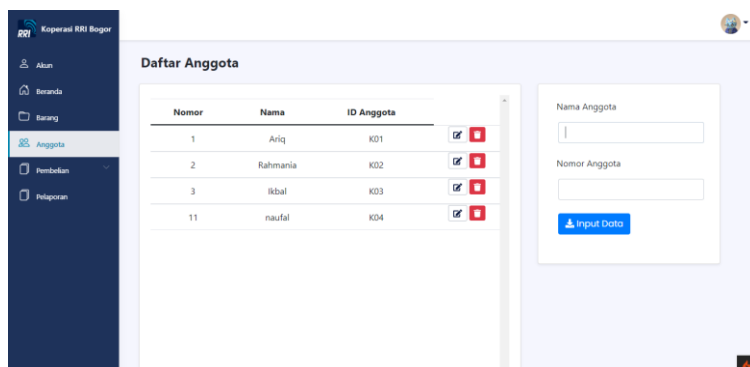 RRI Koperasi RRI Bogor
Akun
Beranda
Barang
Anggota
Pembelian
Pelaporan
Daftar Anggota
Nomor Nama ID Anggota
1 Ariq K01
2 Rahmania K02
3 Ikbal K03
11 naufal K04
Nama Anggota
Nomor Anggota
Input Data